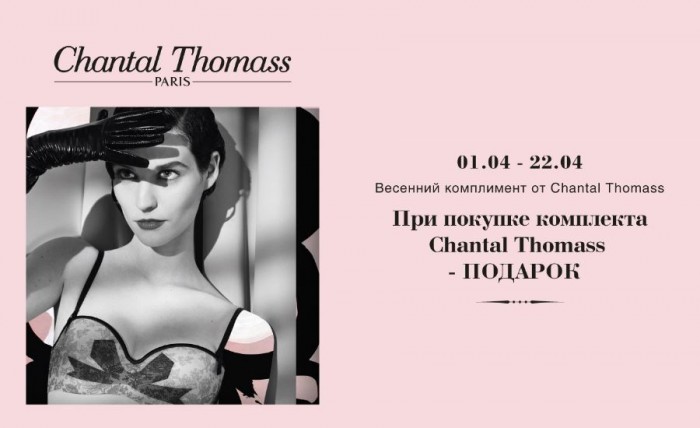 Chantal Thomass
PARIS
01.04 - 22.04
Весенний комплимент от Chantal Thomass
При покупке комплекта
Chantal Thomass
- ПОДАРОК